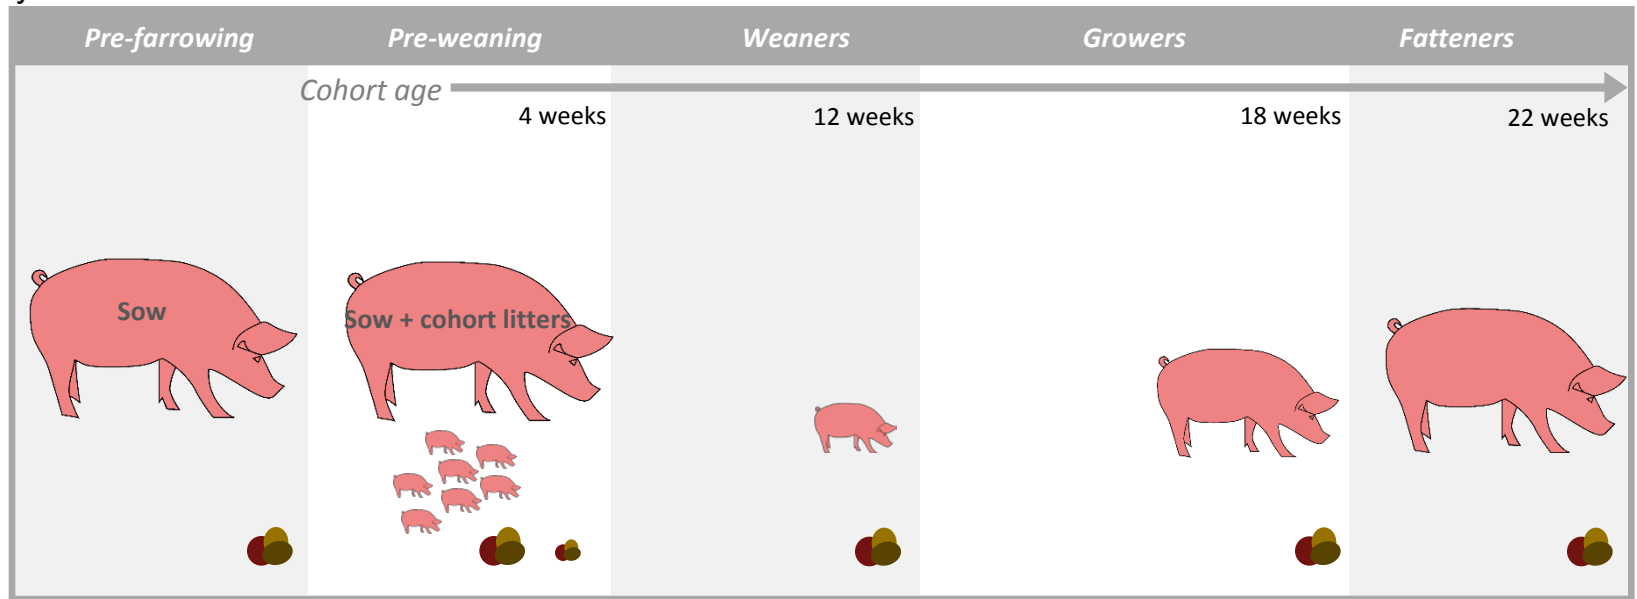 Pre-farrowing Pre-weaning Weaners Growers Fatteners
Cohort age
4 weeks 12 weeks 18 weeks 22 weeks
Sow
Sow + cohort litters